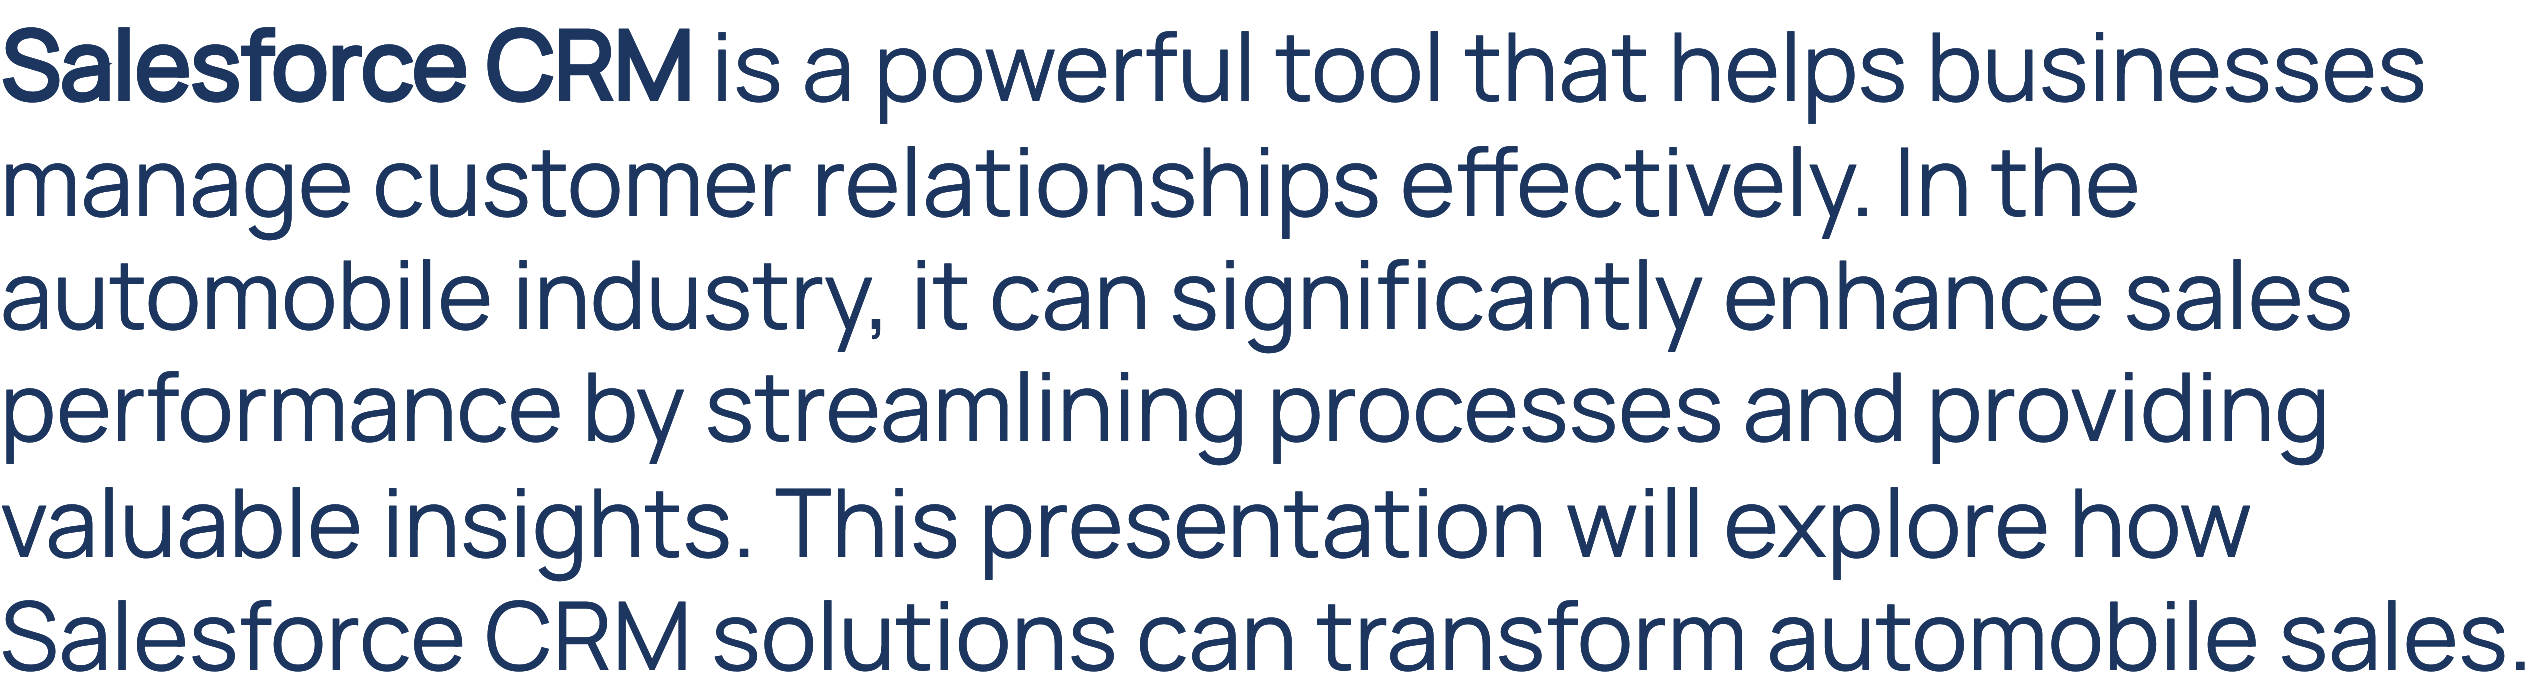 Salesforce CRM is a powerful tool that helps businesses
manage customer relationships effectively. In the
automobile industry, it can significantly enhance sales
performance by streamlining processes and providing
valuable insights. This presentation will explore how
Salesforce CRM solutions can transform automobile sales.